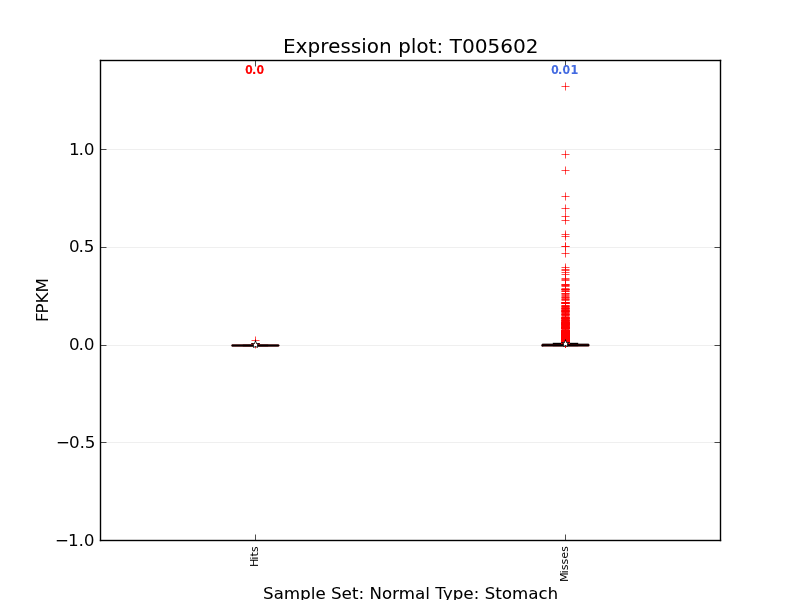 Expression plot: T005602
0.0
0.01
1.0
0.5
0.0
−0.5
−1.0
FPKM
Hits
Misses
Sample Set: Normal Type: Stomach